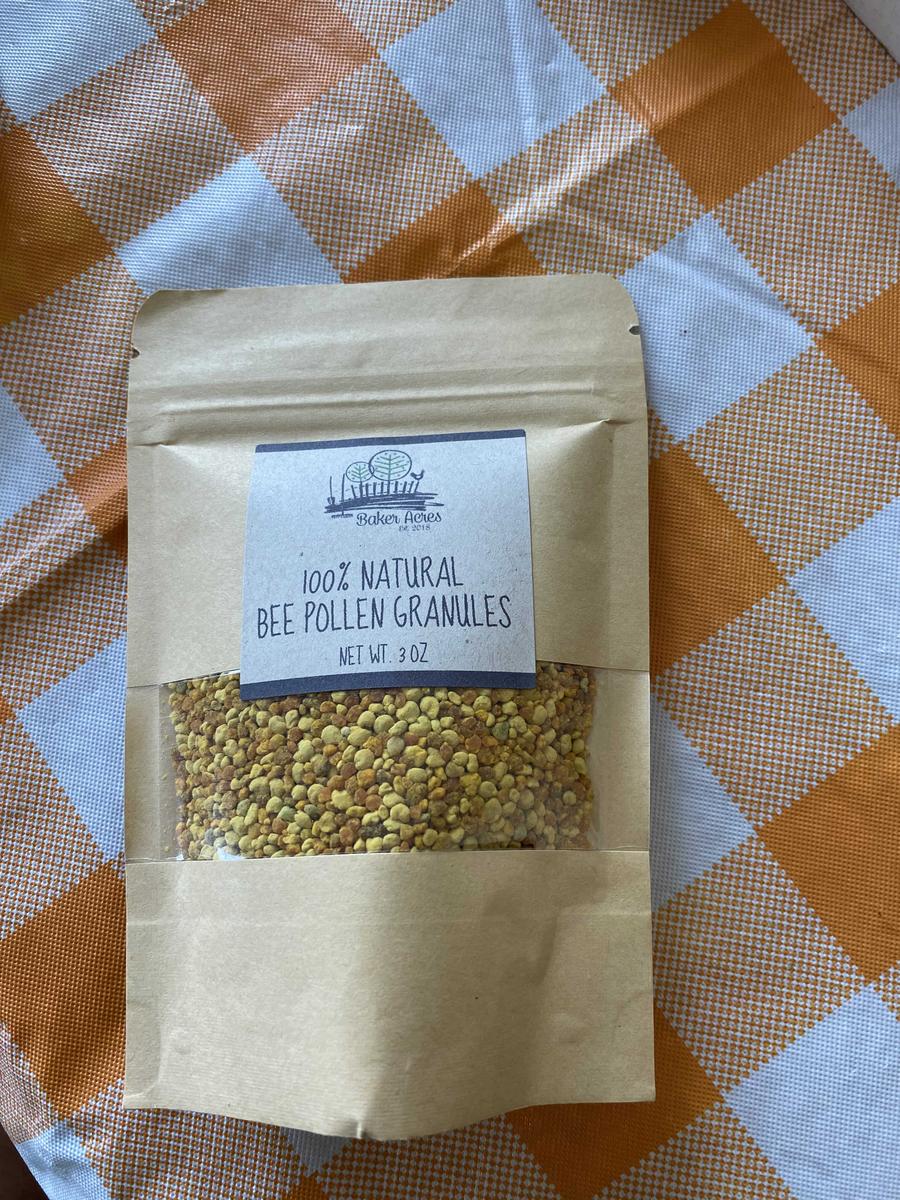 Baker Acres
Est. 2018
100% NATURAL
BEE POLLEN GRANULES
NET WT. 3 OZ